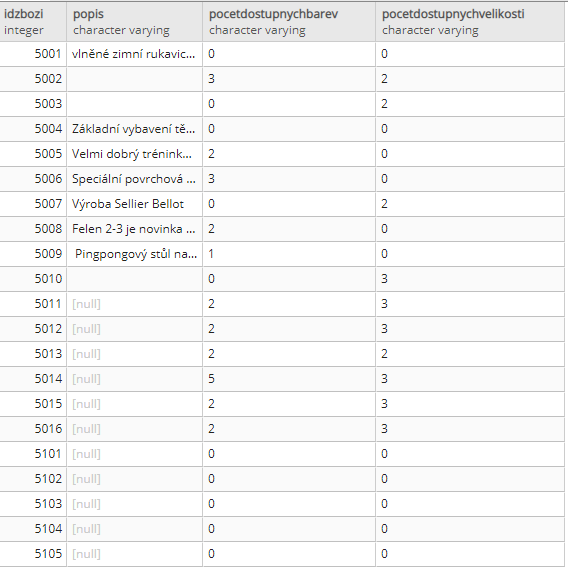 idzbozi popis pocetdostupnychbarev pocetdostupnychvelikosti
integer character varying character varying character varying
5001 vlněné zimní rukavic... 0 0
5002 3 2
5003 0 2
5004 Základní vybavení tě... 0 0
5005 Velmi dobrý trénink... 2 0
5006 Speciální povrchová ... 3 0
5007 Výroba Sellier Bellot 0 2
5008 Felen 2-3 je novinka ... 2 0
5009 Pingpongový stůl na... 1 0
5010 0 3
5011 [null] 2 3
5012 [null] 2 3
5013 [null] 2 2
5014 [null] 5 3
5015 [null] 2 3
5016 [null] 2 3
5101 [null] 0 0
5102 [null] 0 0
5103 [null] 0 0
5104 [null] 0 0
5105 [null] 0 0